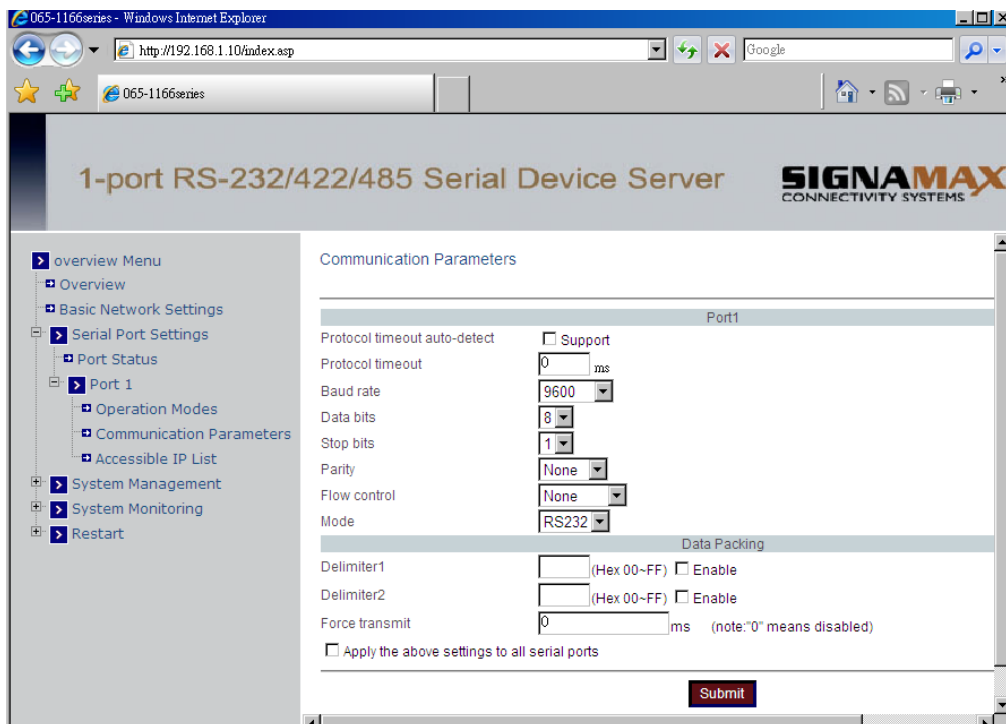 065-1166series - Windows Internet Explorer
http://192.168.1.10/index.asp
Google
065-1166series
1-port RS-232/422/485 Serial Device Server
SIGNAMAX
CONNECTIVITY SYSTEMS
overview Menu
Overview
Basic Network Settings
Serial Port Settings
Port Status
Port 1
Operation Modes
Communication Parameters
Accessible IP List
System Management
System Monitoring
Restart
Communication Parameters
Port1
Protocol timeout auto-detect Support
Protocol timeout 0 ms
Baud rate 9600
Data bits 8
Stop bits 1
Parity None
Flow control None
Mode RS232
Data Packing
Delimiter1 (Hex 00~FF) Enable
Delimiter2 (Hex 00~FF) Enable
Force transmit 0 ms (note:"0" means disabled)
Apply the above settings to all serial ports
Submit